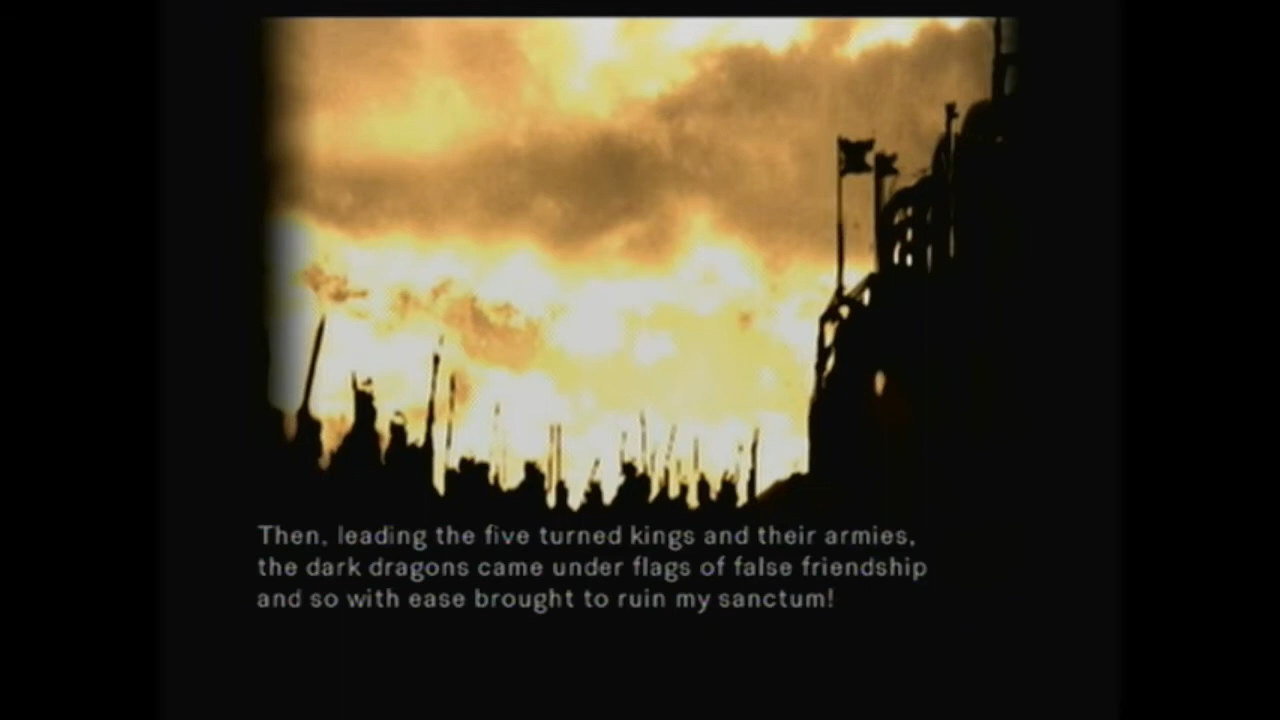 Then, leading the five turned kings and their armies,
the dark dragons came under flags of false friendship
and so with ease brought to ruin my sanctum!